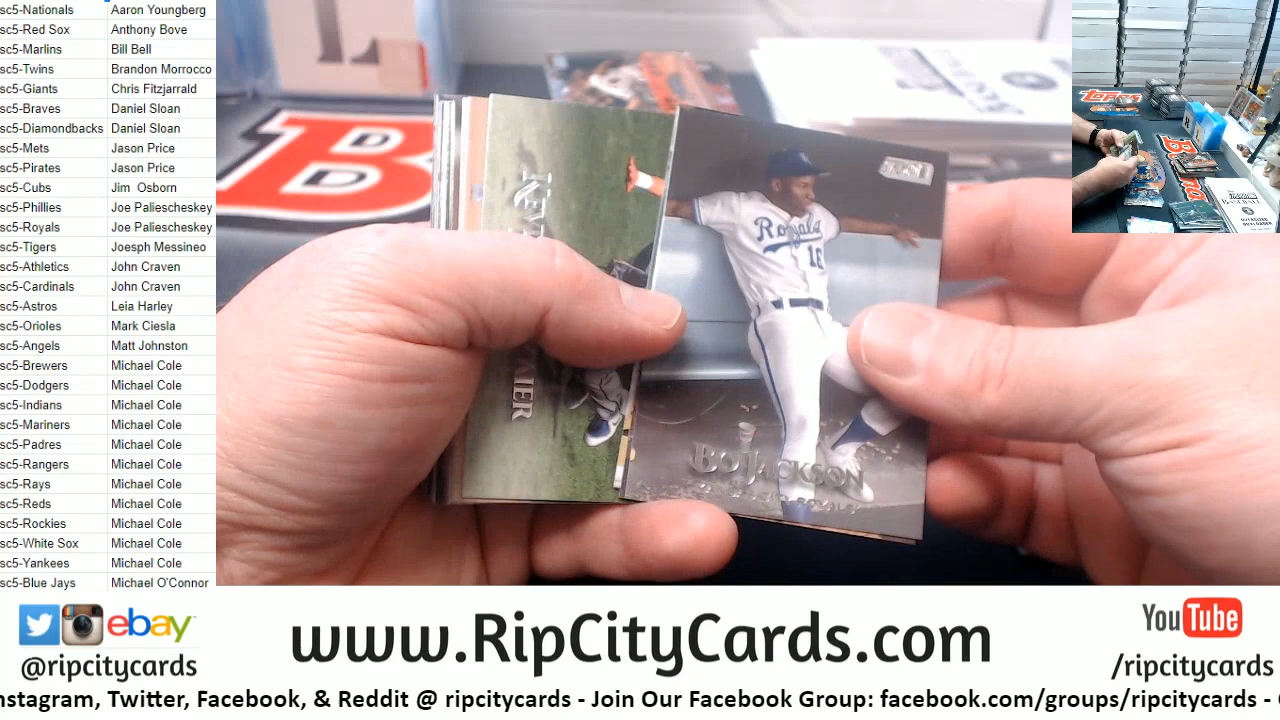 sc5-Nationals Aaron Youngberg
sc5-Red Sox Anthony Bove
sc5-Marlins Bill Bell
sc5-Twins Brandon Morrocco
sc5-Giants Chris Fitzjarrald
sc5-Braves Daniel Sloan
sc5-Diamondbacks Daniel Sloan
sc5-Mets Jason Price
sc5-Pirates Jason Price
sc5-Cubs Jim Osborn
sc5-Phillies Joe Paliescheskey
sc5-Royals Joe Paliescheskey
sc5-Tigers Joesph Messineo
sc5-Athletics John Craven
sc5-Cardinals John Craven
sc5-Astros Leia Harley
sc5-Orioles Mark Ciesla
sc5-Angels Matt Johnston
sc5-Brewers Michael Cole
sc5-Dodgers Michael Cole
sc5-Indians Michael Cole
sc5-Mariners Michael Cole
sc5-Padres Michael Cole
sc5-Rangers Michael Cole
sc5-Rays Michael Cole
sc5-Reds Michael Cole
sc5-Rockies Michael Cole
sc5-White Sox Michael Cole
sc5-Yankees Michael Cole
sc5-Blue Jays Michael O'Connor
B
Royals
16
BO JACKSON
TOPPS
BASEBALL
ebay
@ripcitycards
www.RipCityCards.com
YouTube
/ripcitycards
nstagram, Twitter, Facebook, & Reddit @ ripcitycards - Join Our Facebook Group: facebook.com/groups/ripcitycards -